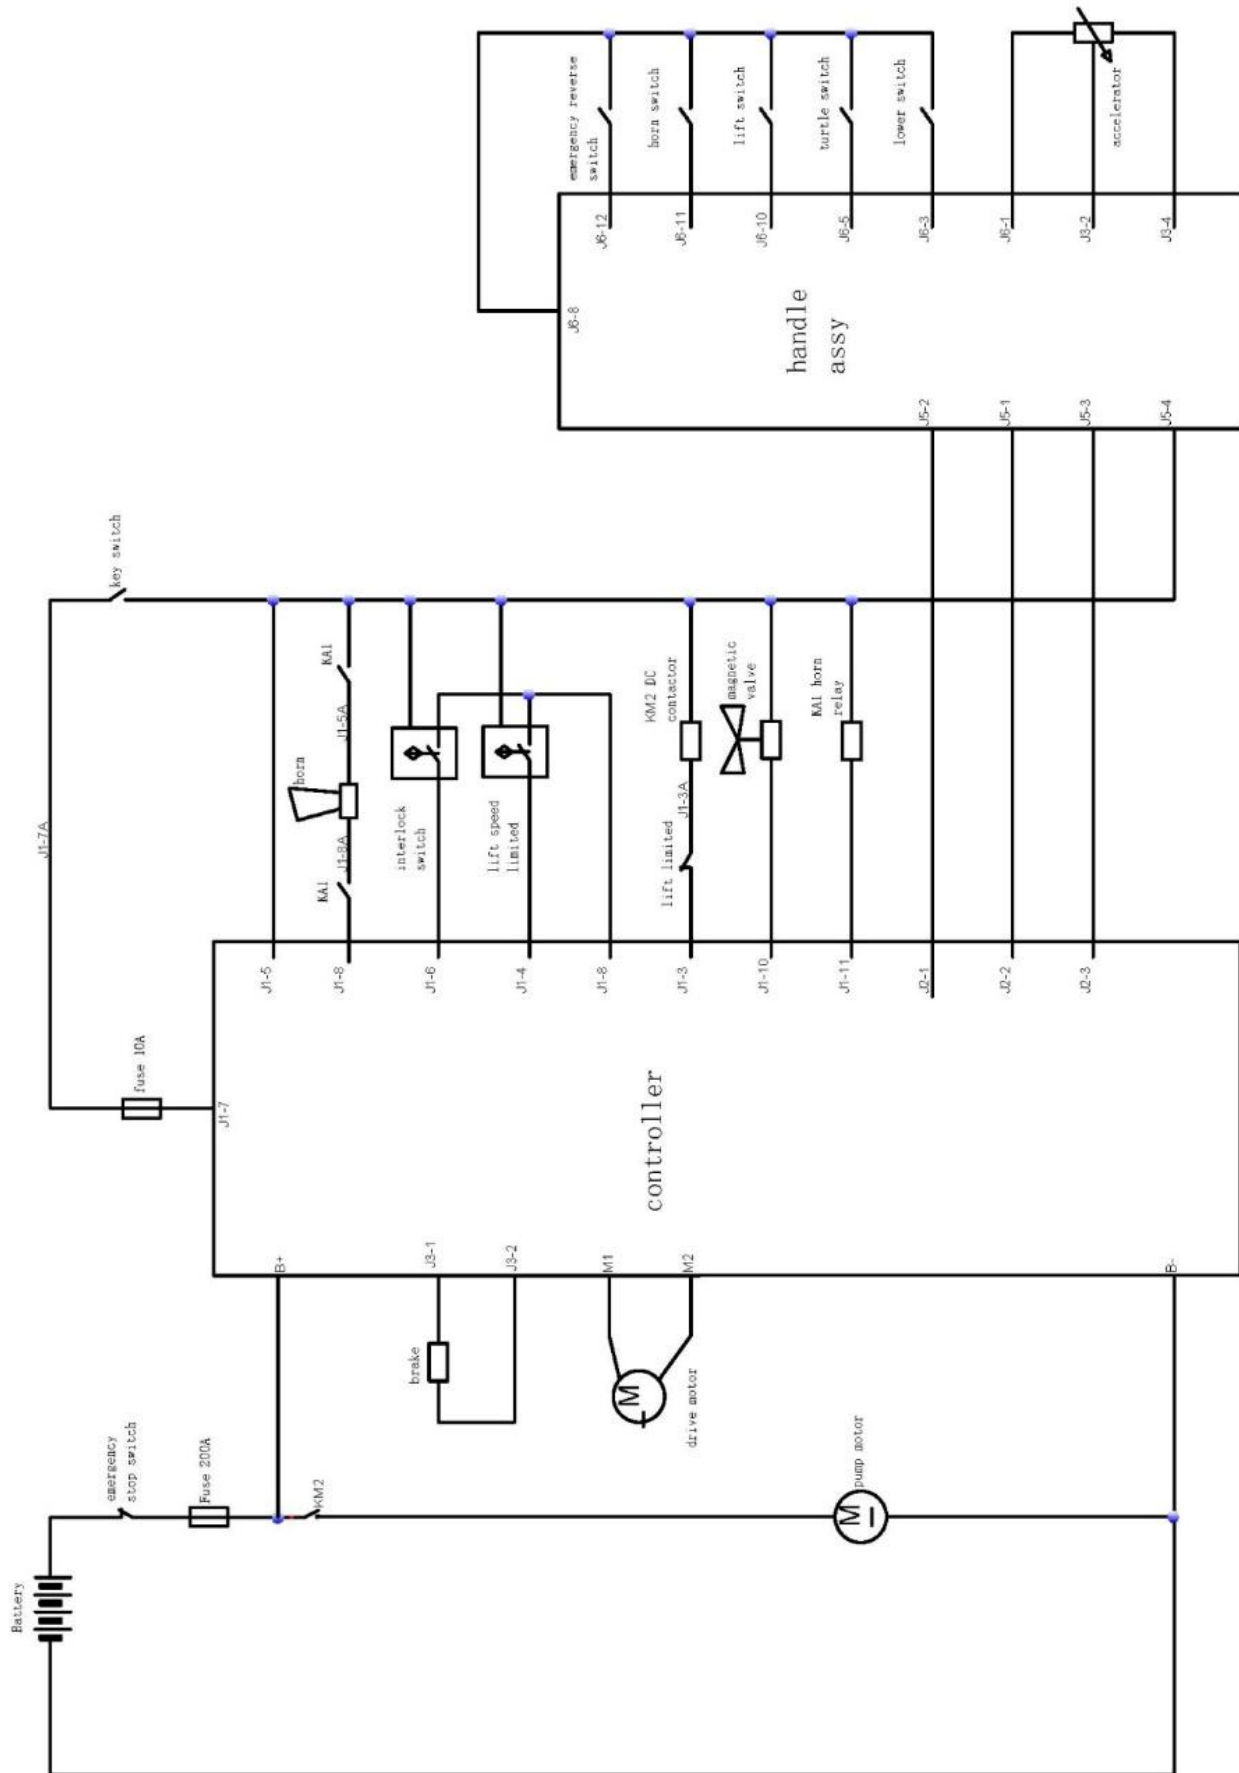 emergency reverse
switch
horn switch
lift switch
turtle switch
lower switch
accelerator
J6-12
J6-11
J6-10
J6-5
J6-3
J6-1
J3-2
J3-4
J6-8
handle
assy
J5-2
J5-1
J5-3
J5-4
key switch
KA1
J1-5A
horn
J1-8A
KA1
interlock
switch
lift speed
limited
KM2 DC
contactor
J1-3A
lift limited
magnetic
valve
KA1 horn
relay
J1-7A
fuse 10A
J1-7
J1-5
J1-8
J1-6
J1-4
J1-8
J1-3
J1-10
J1-11
J2-1
J2-2
J2-3
controller
B+
J3-1
J3-2
M1
M2
B-
brake
M
drive motor
emergency
stop switch
Fuse 200A
KM2
M
pump motor
Battery